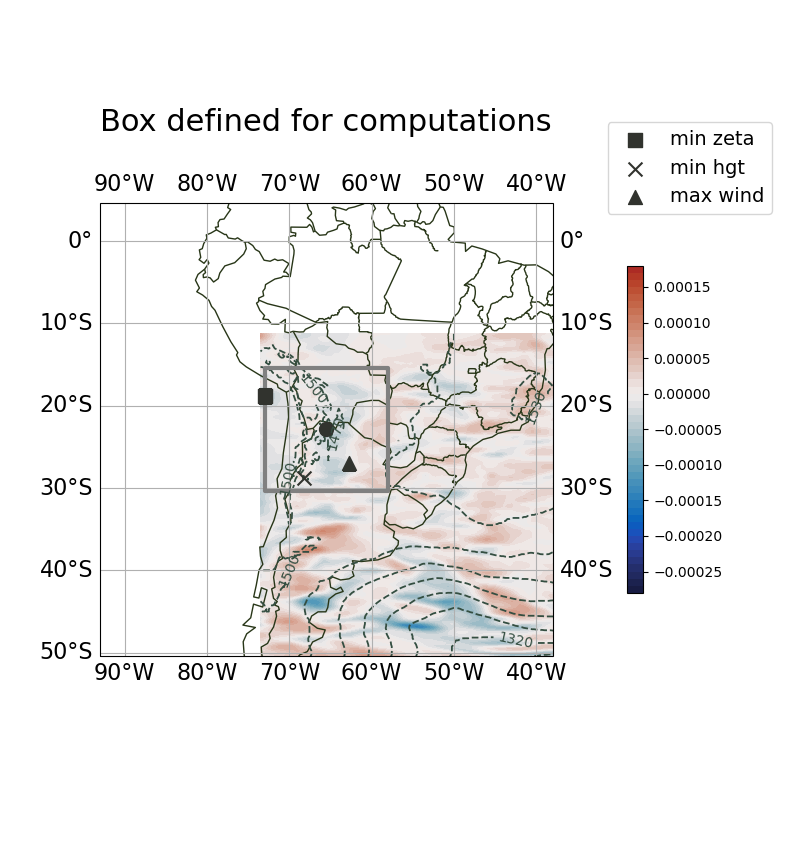 Box defined for computations
min zeta
min hgt
max wind
90°W 80°W 70°W 60°W 50°W 40°W
0° 0°
10°S 10°S
20°S 20°S
30°S 30°S
40°S 40°S
50°S
90°W 80°W 70°W 60°W 50°W 40°W
1500
1500
1500
1320
0.00015
0.00010
0.00005
0.00000
−0.00005
−0.00010
−0.00015
−0.00020
−0.00025